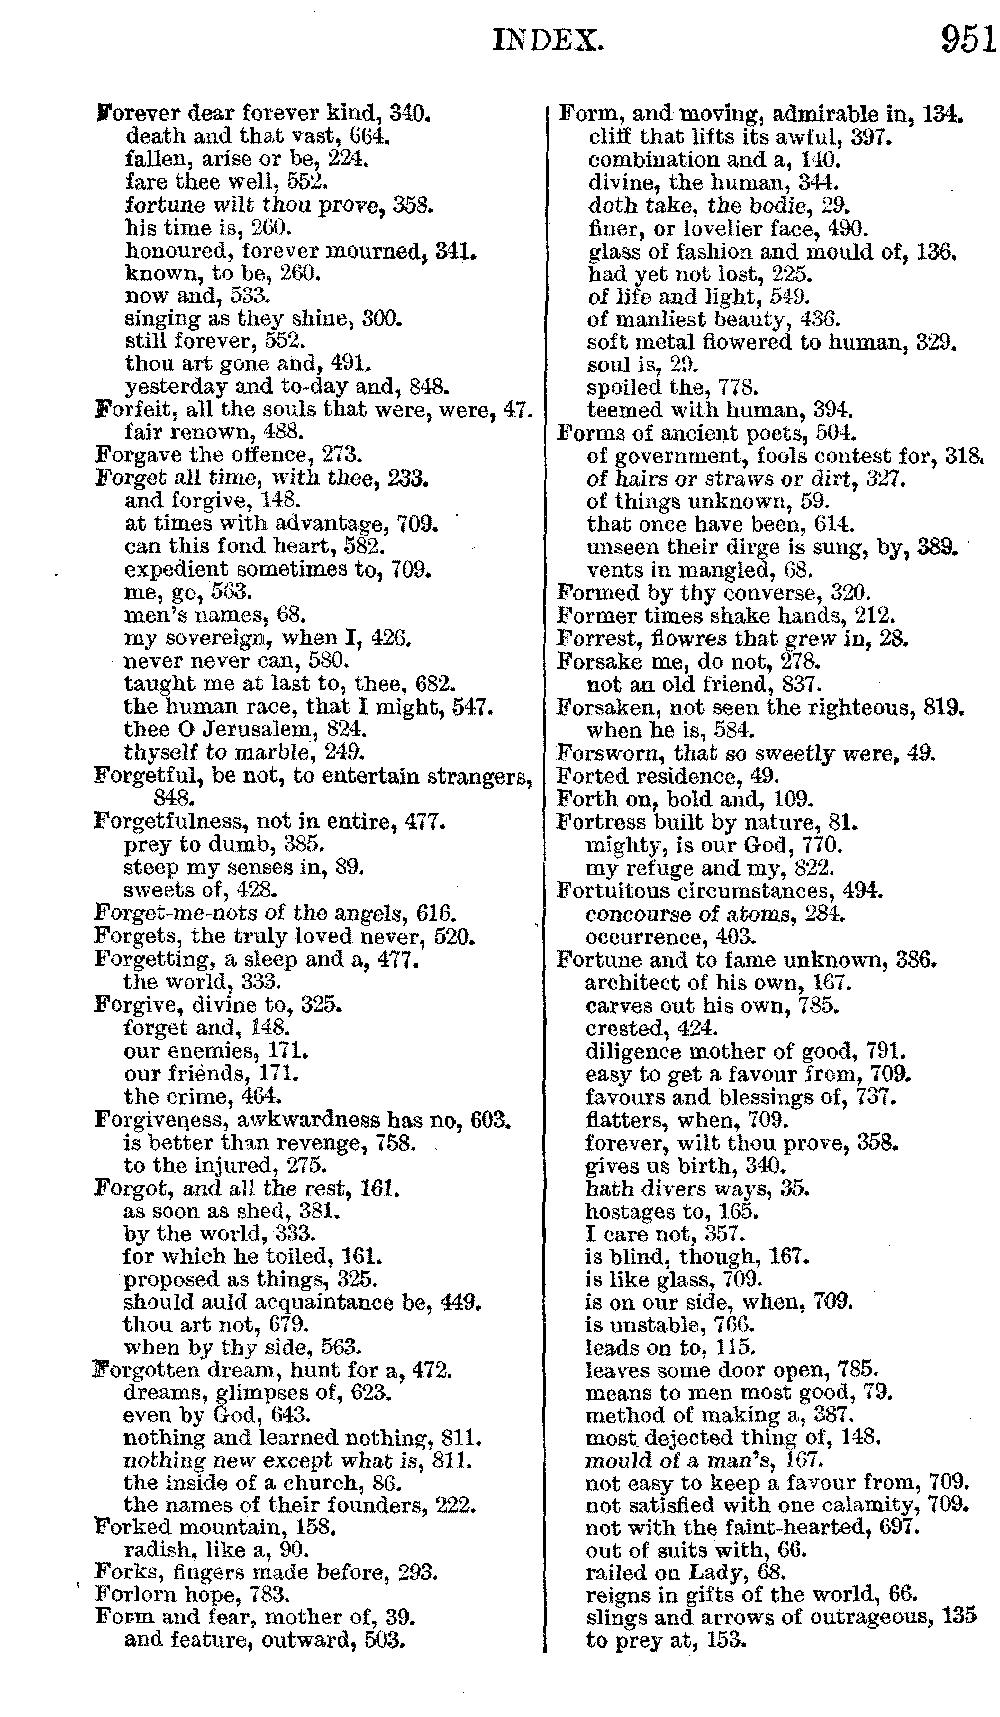 INDEX. 951
Forever dear forever kind, 340.
death and that vast, 664.
fallen, arise or be, 224.
fare thee well, 552.
fortune wilt thou prove, 358.
his time is, 260.
honoured, forever mourned, 341.
known, to be, 260.
now and, 533.
singing as they shine, 300.
still forever, 552.
thou art gone and, 491.
yesterday and to-day and, 848.
Forfeit, all the souls that were, were, 47.
fair renown, 488.
Forgave the offence, 273.
Forget all time, with thee, 233.
and forgive, 148.
at times with advantage, 709.
can this fond heart, 582.
expedient sometimes to, 709.
me, go, 563.
men's names, 68.
my sovereign, when I, 426.
never never can, 580.
taught me at last to, thee, 682.
the human race, that I might, 547.
thee O Jerusalem, 824.
thyself to marble, 249.
Forgetful, be not, to entertain strangers,
848.
Forgetfulness, not in entire, 477.
prey to dumb, 385.
steep my senses in, 89.
sweets of, 428.
Forget-me-nots of the angels, 616.
Forgets, the truly loved never, 520.
Forgetting, a sleep and a, 477.
the world, 333.
Forgive, divine to, 325.
forget and, 148.
our enemies, 171.
our friends, 171.
the crime, 464.
Forgiveness, awkwardness has no, 603.
is better than revenge, 758.
to the injured, 275.
Forgot, and all the rest, 161.
as soon as shed, 381.
by the world, 333.
for which he toiled, 161.
proposed as things, 325.
should auld acquaintance be, 449.
thou art not, 679.
when by thy side, 563.
Forgotten dream, hunt for a, 472.
dreams, glimpses of, 623.
even by God, 643.
nothing and learned nothing, 811.
nothing new except what is, 811.
the inside of a church, 86.
the names of their founders, 222.
Forked mountain, 158.
radish, like a, 90.
Forks, fingers made before, 293.
Forlorn hope, 783.
Form and fear, mother of, 39.
and feature, outward, 503.
Form, and moving, admirable in, 134.
cliff that lifts its awful, 397.
combination and a, 140.
divine, the human, 344.
doth take, the bodie, 29.
finer, or lovelier face, 490.
glass of fashion and mould of, 136.
had yet not lost, 225.
of life and light, 549.
of manliest beauty, 436.
soft metal flowered to human, 329.
soul is, 29.
spoiled the, 778.
teemed with human, 394.
Forms of ancient poets, 504.
of government, fools contest for, 318.
of hairs or straws or dirt, 327.
of things unknown, 59.
that once have been, 614.
unseen their dirge is sung, by, 389.
vents in mangled, 68.
Formed by thy converse, 320.
Former times shake hands, 212.
Forrest, flowres that grew in, 28.
Forsake me, do not, 278.
not an old friend, 837.
Forsaken, not seen the righteous, 819.
when he is, 584.
Forsworn, that so sweetly were, 49.
Forted residence, 49.
Forth on, bold and, 109.
Fortress built by nature, 81.
mighty, is our God, 770.
my refuge and my, 822.
Fortuitous circumstances, 494.
concourse of atoms, 284.
occurrence, 403.
Fortune and to fame unknown, 386.
architect of his own, 167.
carves out his own, 785.
crested, 424.
diligence mother of good, 791.
easy to get a favour from, 709.
favours and blessings of, 737.
flatters, when, 709.
forever, wilt thou prove, 358.
gives us birth, 340.
hath divers ways, 35.
hostages to, 165.
I care not, 357.
is blind, though, 167.
is like glass, 709.
is on our side, when, 709.
is unstable, 766.
leads on to, 115.
leaves some door open, 785.
means to men most good, 79.
method of making a, 387.
most dejected thing of, 148.
mould of a man's, 167.
not easy to keep a favour from, 709.
not satisfied with one calamity, 709.
not with the faint-hearted, 697.
out of suits with, 66.
railed on Lady, 68.
reigns in gifts of the world, 66.
slings and arrows of outrageous, 135
to prey at, 153.